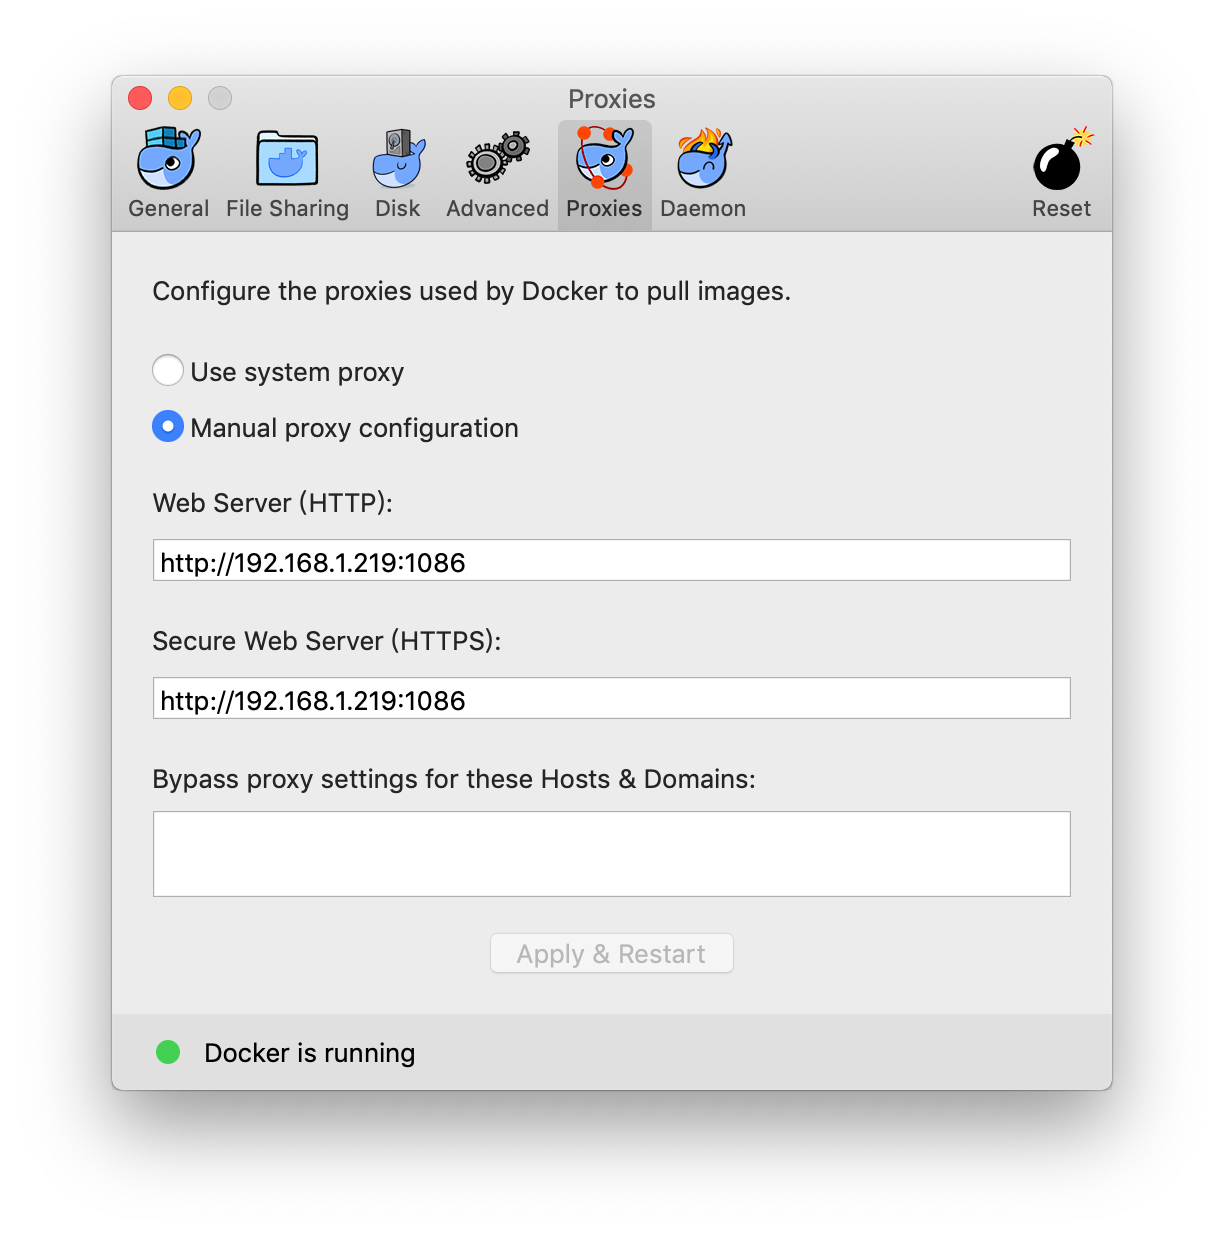 Proxies
General File Sharing Disk Advanced Proxies Daemon Reset
Configure the proxies used by Docker to pull images.
Use system proxy
Manual proxy configuration
Web Server (HTTP):
http://192.168.1.219:1086
Secure Web Server (HTTPS):
http://192.168.1.219:1086
Bypass proxy settings for these Hosts & Domains:
Apply & Restart
Docker is running